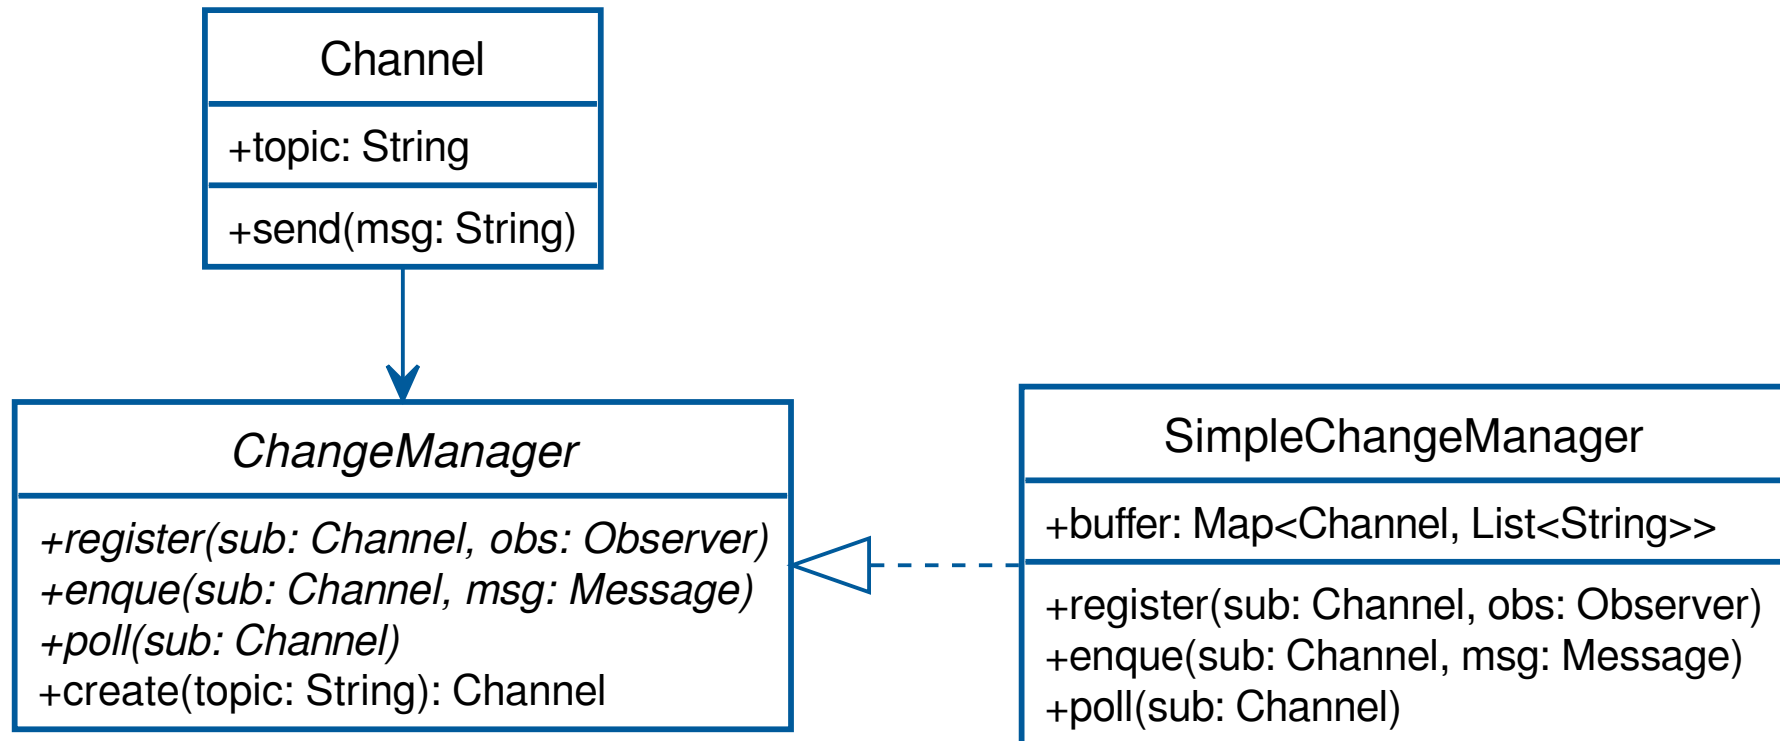 Channel
+topic: String
+send(msg: String)
ChangeManager
+register(sub: Channel, obs: Observer)
+enque(sub: Channel, msg: Message)
+poll(sub: Channel)
+create(topic: String): Channel
SimpleChangeManager
+buffer: Map<Channel, List<String>>
+register(sub: Channel, obs: Observer)
+enque(sub: Channel, msg: Message)
+poll(sub: Channel)